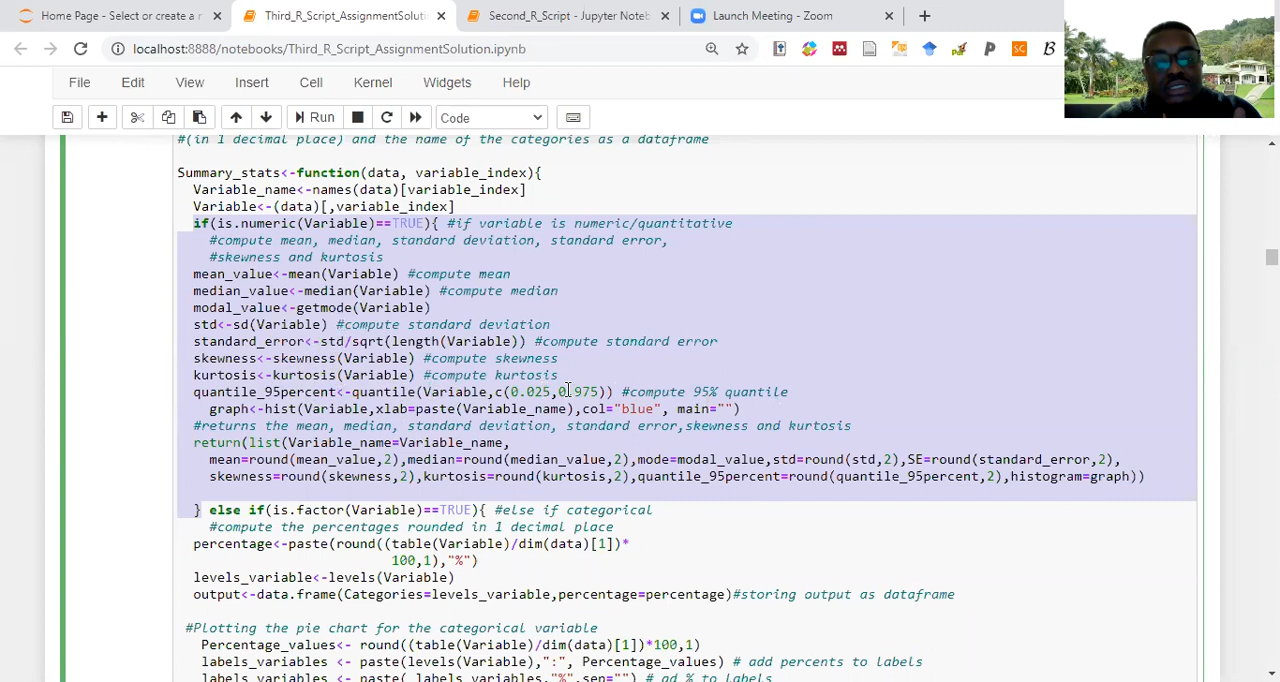 Home Page - Select or create a n
Third_R_Script_AssignmentSolutio
Second_R_Script - Jupyter Noteb
Launch Meeting - Zoom
localhost:8888/notebooks/Third_R_Script_AssignmentSolution.ipynb
SC
B
File Edit View Insert Cell Kernel Widgets Help
Run Code
#(in 1 decimal place) and the name of the categories as a dataframe
Summary_stats<-function(data, variable_index){
Variable_name<-names(data)[variable_index]
Variable<-(data)[,variable_index]
if(is.numeric(Variable)==TRUE){ #if variable is numeric/quantitative
#compute mean, median, standard deviation, standard error,
#skewness and kurtosis
mean_value<-mean(Variable) #compute mean
median_value<-median(Variable) #compute median
modal_value<-getmode(Variable)
std<-sd(Variable) #compute standard deviation
standard_error<-std/sqrt(length(Variable)) #compute standard error
skewness<-skewness(Variable) #compute skewness
kurtosis<-kurtosis(Variable) #compute kurtosis
quantile_95percent<-quantile(Variable,c(0.025,0.975)) #compute 95% quantile
graph<-hist(Variable,xlab=paste(Variable_name),col="blue", main="")
#returns the mean, median, standard deviation, standard error,skewness and kurtosis
return(list(Variable_name=Variable_name,
mean=round(mean_value,2),median=round(median_value,2),mode=modal_value,std=round(std,2),SE=round(standard_error,2),
skewness=round(skewness,2),kurtosis=round(kurtosis,2),quantile_95percent=round(quantile_95percent,2),histogram=graph))
} else if(is.factor(Variable)==TRUE){ #else if categorical
#compute the percentages rounded in 1 decimal place
percentage<-paste(round((table(Variable)/dim(data)[1])*
100,1),"%")
levels_variable<-levels(Variable)
output<-data.frame(Categories=levels_variable,percentage=percentage)#storing output as dataframe
#Plotting the pie chart for the categorical variable
Percentage_values<- round((table(Variable)/dim(data)[1])*100,1)
labels_variables <- paste(levels(Variable),":", Percentage_values) # add percents to labels
labels_variables <- paste( labels_variables,"%",sep="") # ad % to labels